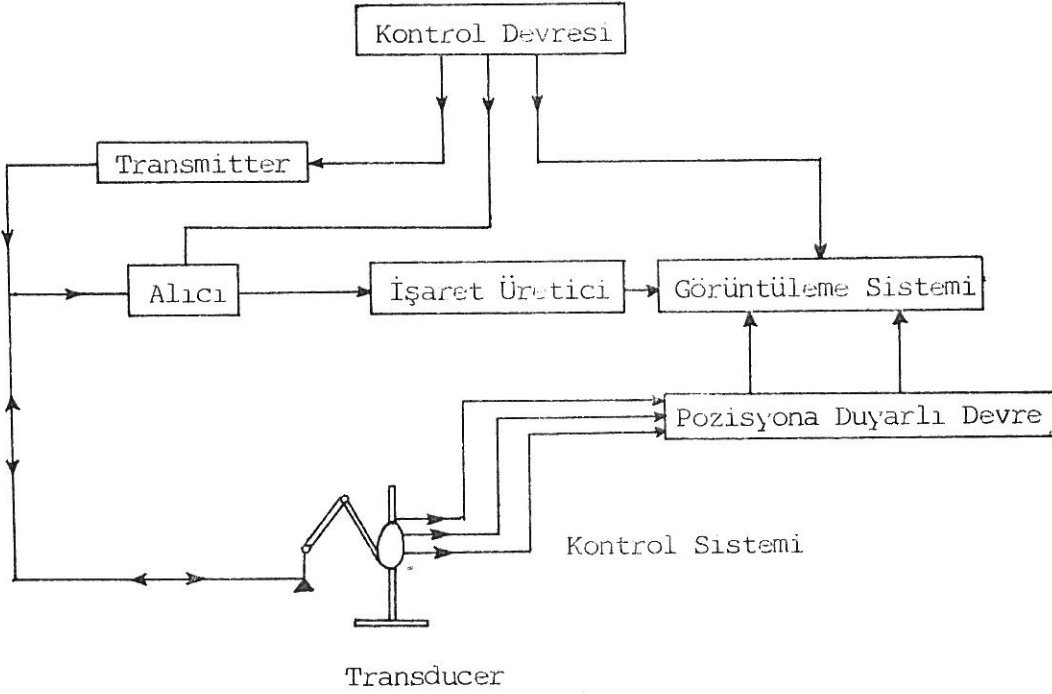 Kontrol Devresi
Transmitter
Alıcı
İşaret Üretici
Görüntüleme Sistemi
Pozisyona Duyarlı Devre
Kontrol Sistemi
Transducer